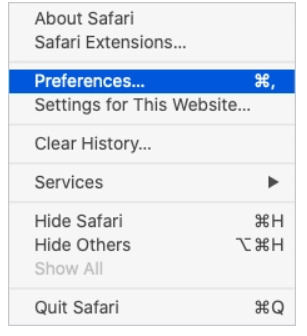 About Safari
Safari Extensions...
Preferences... ⌘,
Settings for This Website...
Clear History...
Services ▶
Hide Safari ⌘H
Hide Others ⌥⌘H
Show All
Quit Safari ⌘Q